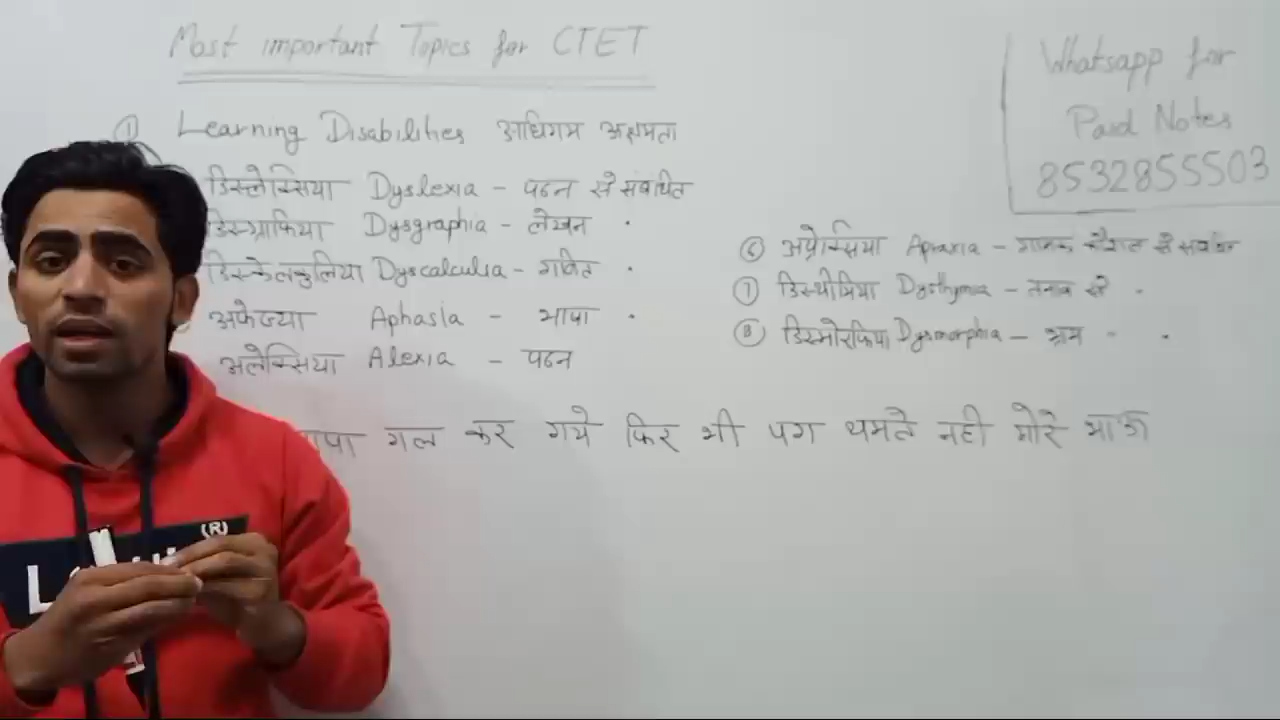 Most important Topics for CTET
① Learning Disabilities अधिगम अक्षमता
डिस्लेक्सिया Dyslexia - पठन से संबंधित
डिस्ग्राफिया Dysgraphia - लेखन "
डिस्केलकुलिया Dyscalculia - गणित "
अफेज्या Aphasia - भाषा "
अलेक्सिया Alexia - पठन
⑥ अप्रेक्सिया Apraxia - कौशल से संबंधित
⑦ डिस्थीमिया Dysthymia - तनाव से "
⑧ डिस्मोरफिया Dysmorphia - भ्रम " "
गल कर गये फिर भी पग थमते नही मोरे भाऊ
Whatsapp for
Paid Notes
8532855503
(R)